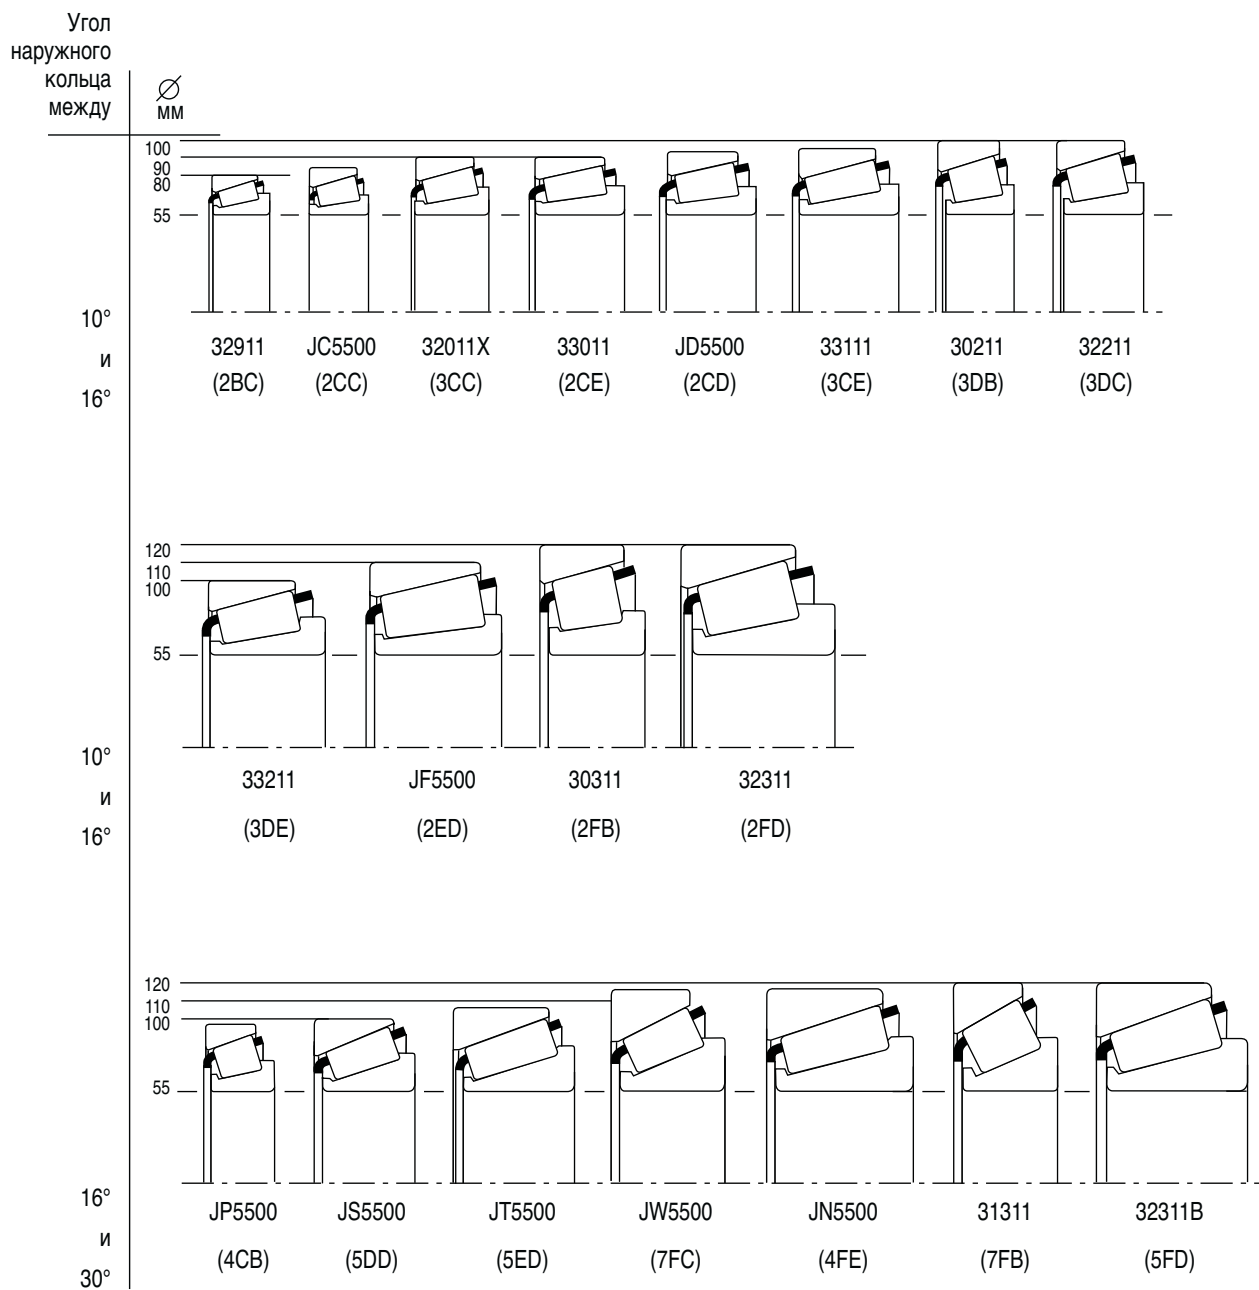 Угол
наружного
кольца
между
∅
мм
100
90
80
55
10°
и
16°
32911 JC5500 32011X 33011 JD5500 33111 30211 32211
(2BC) (2CC) (3CC) (2CE) (2CD) (3CE) (3DB) (3DC)
120
110
100
55
10°
и
16°
33211 JF5500 30311 32311
(3DE) (2ED) (2FB) (2FD)
120
110
100
55
16°
и
30°
JP5500 JS5500 JT5500 JW5500 JN5500 31311 32311B
(4CB) (5DD) (5ED) (7FC) (4FE) (7FB) (5FD)